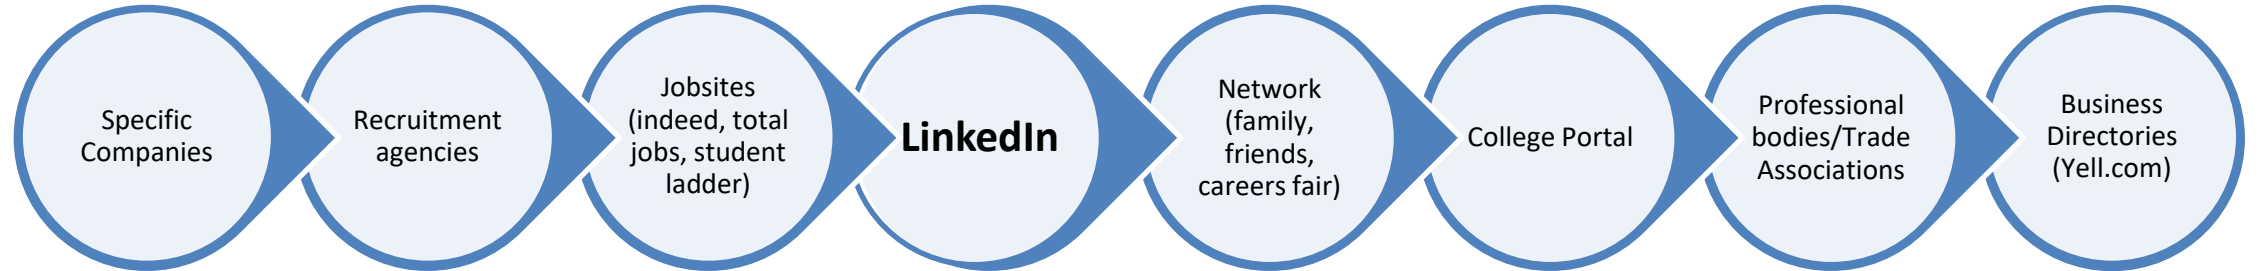 Specific
Companies
Recruitment
agencies
Jobsites
(indeed, total
jobs, student
ladder)
LinkedIn
Network
(family,
friends,
careers fair)
College Portal
Professional
bodies/Trade
Associations
Business
Directories
(Yell.com)